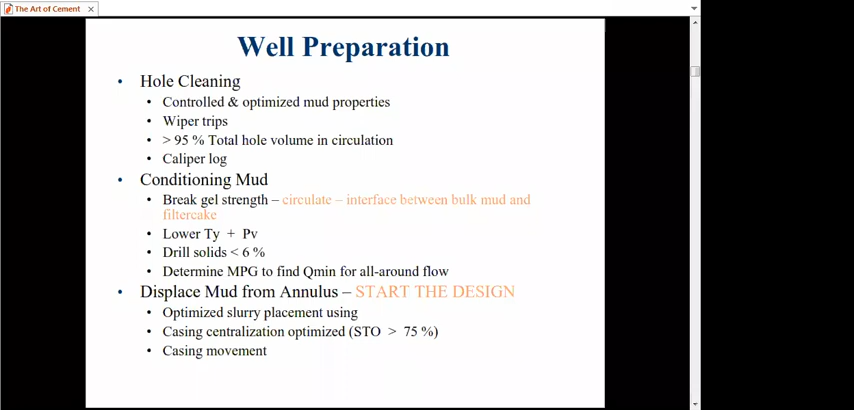 The Art of Cement
Well Preparation
• Hole Cleaning
• Controlled & optimized mud properties
• Wiper trips
• > 95 % Total hole volume in circulation
• Caliper log
• Conditioning Mud
• Break gel strength – circulate – interface between bulk mud and
filtercake
• Lower Ty + Pv
• Drill solids < 6 %
• Determine MPG to find Qmin for all-around flow
• Displace Mud from Annulus – START THE DESIGN
• Optimized slurry placement using
• Casing centralization optimized (STO > 75 %)
• Casing movement